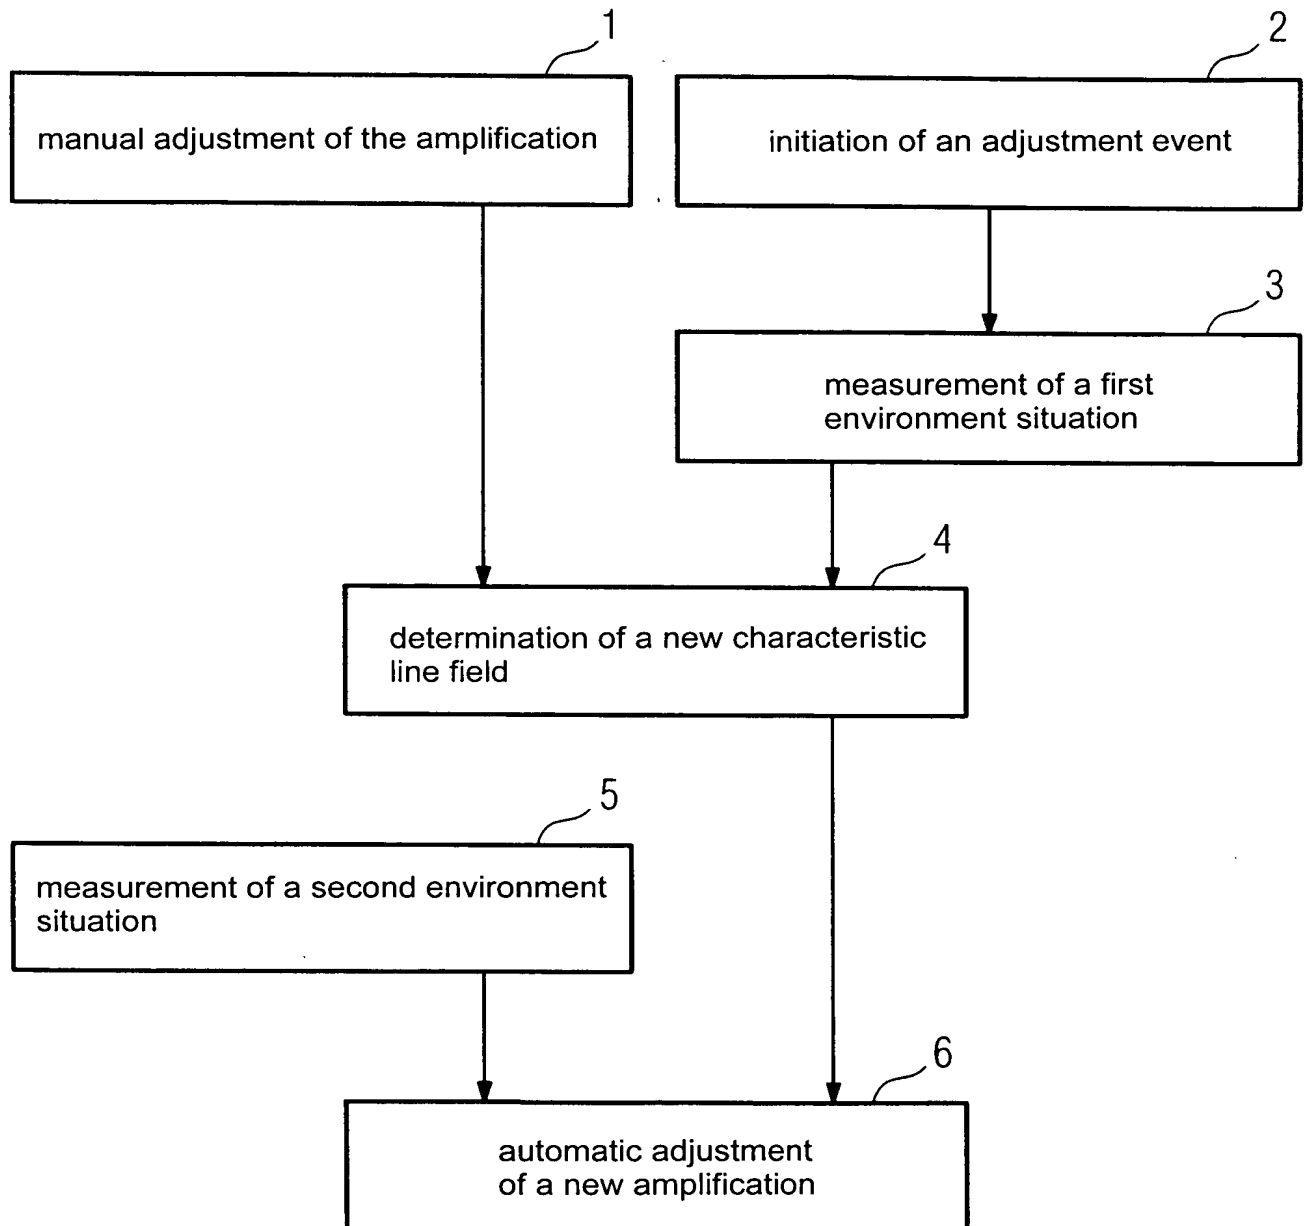 1
manual adjustment of the amplification
2
initiation of an adjustment event
3
measurement of a first
environment situation
4
determination of a new characteristic
line field
5
measurement of a second environment
situation
6
automatic adjustment
of a new amplification